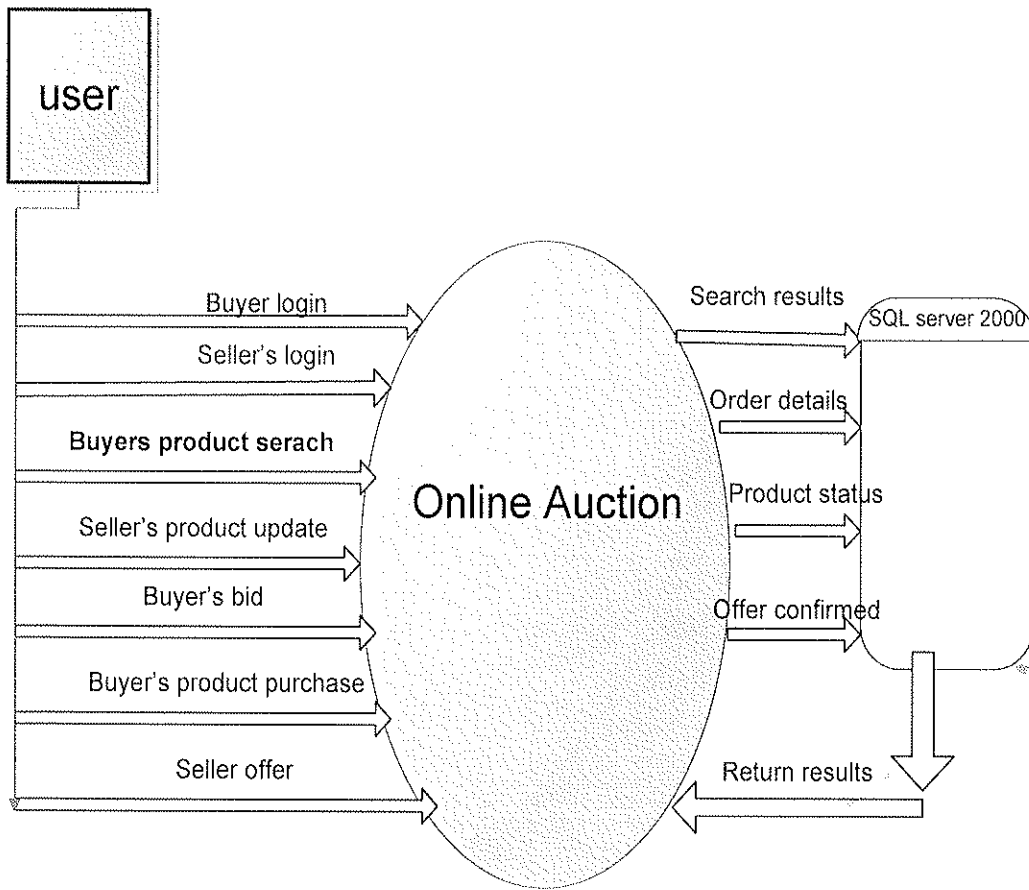 user
Buyer login
Seller's login
Buyers product serach
Seller's product update
Buyer's bid
Buyer's product purchase
Seller offer
Online Auction
Search results
Order details
Product status
Offer confirmed
Return results
SQL server 2000